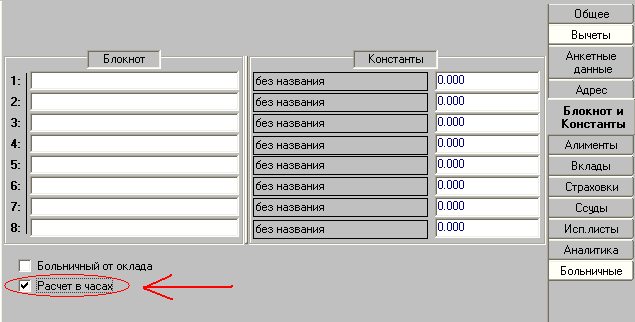 Блокнот
Константы
1: без названия 0.000
2: без названия 0.000
3: без названия 0.000
4: без названия 0.000
5: без названия 0.000
6: без названия 0.000
7: без названия 0.000
8: без названия 0.000
Больничный от оклада
Расчет в часах
Общее
Вычеты
Анкетные
данные
Адрес
Блокнот и
Константы
Алименты
Вклады
Страховки
Ссуды
Исп.листы
Аналитика
Больничные